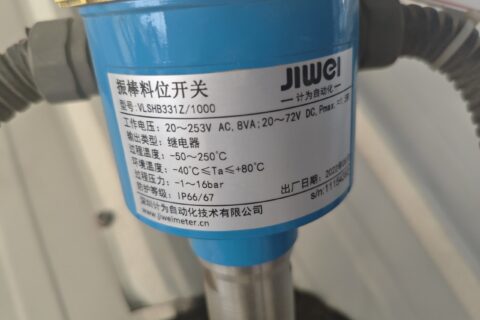 JIWEI
计为自动化
振棒料位开关
型号: VLSHB331Z/1000
工作电压: 20～253V AC, 8VA; 20～72V DC, Pmax
输出类型: 继电器
过程温度: -50～250℃
环境温度: -40℃≤Ta≤+80℃
过程压力: -1～16bar
防护等级: IP66/67
出厂日期:
s/n:
深圳计为自动化技术有限公司
www.jiweimeter.cn